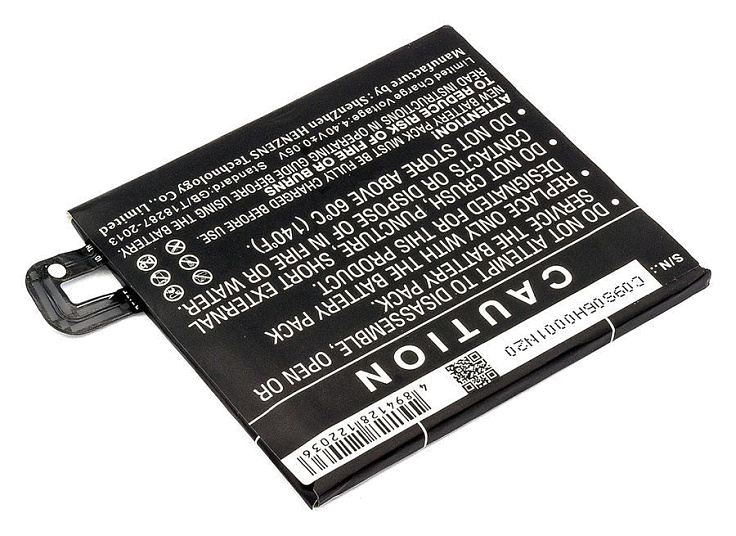 CAUTION
DO NOT ATTEMPT TO DISASSEMBLE, OPEN OR
SERVICE THE BATTERY PACK
REPLACE ONLY WITH THE BATTERY PACK
DESIGNATED FOR THIS PRODUCT.
DO NOT CRUSH, PUNCTURE, SHORT EXTERNAL
CONTACTS OR DISPOSE OF IN FIRE OR WATER.
DO NOT STORE ABOVE 60°C (140°F).
ATTENTION!
NEW BATTERY PACK MUST BE FULLY CHARGED BEFORE USE.
TO REDUCE RISK OF FIRE OR BURNS
READ INSTRUCTIONS IN OPERATING GUIDE BEFORE USING THE BATTERY.
Limited Charge Voltage:4.40V±0.05V Standard:GB/T18287-2013
Manufacture by : ShenZhen HENZENS Technology Co., Limited
S/N:
C09S06H0001N20
4894128122036